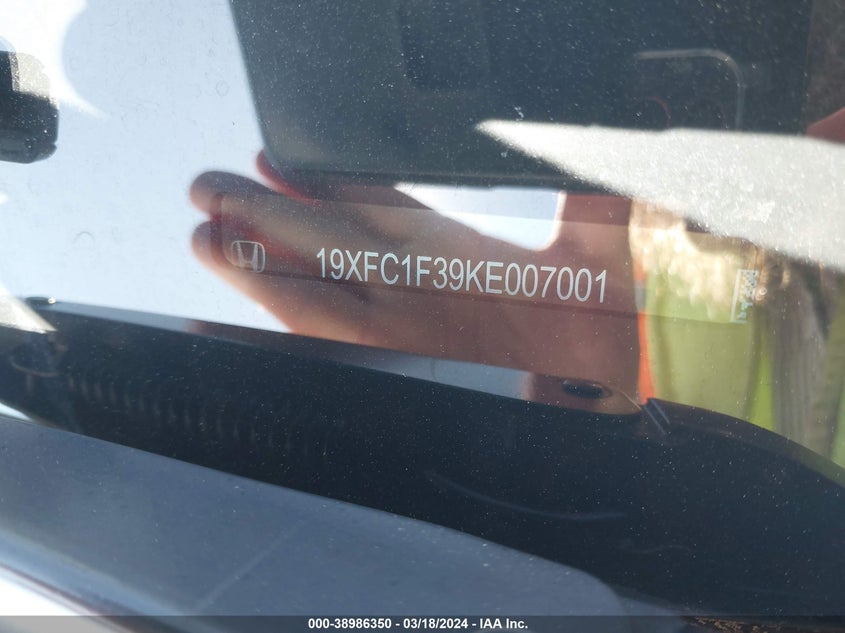 19XFC1F39KE007001
000-38986350 / 03/18/2024 - IAA Inc.